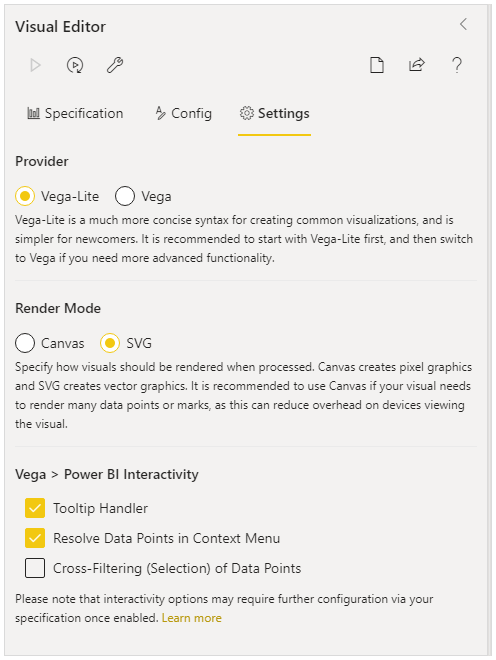 Visual Editor
Specification
Config
Settings
Provider
Vega-Lite
Vega
Vega-Lite is a much more concise syntax for creating common visualizations, and is
simpler for newcomers. It is recommended to start with Vega-Lite first, and then switch
to Vega if you need more advanced functionality.
Render Mode
Canvas
SVG
Specify how visuals should be rendered when processed. Canvas creates pixel graphics
and SVG creates vector graphics. It is recommended to use Canvas if your visual needs
to render many data points or marks, as this can reduce overhead on devices viewing
the visual.
Vega > Power BI Interactivity
Tooltip Handler
Resolve Data Points in Context Menu
Cross-Filtering (Selection) of Data Points
Please note that interactivity options may require further configuration via your
specification once enabled. Learn more